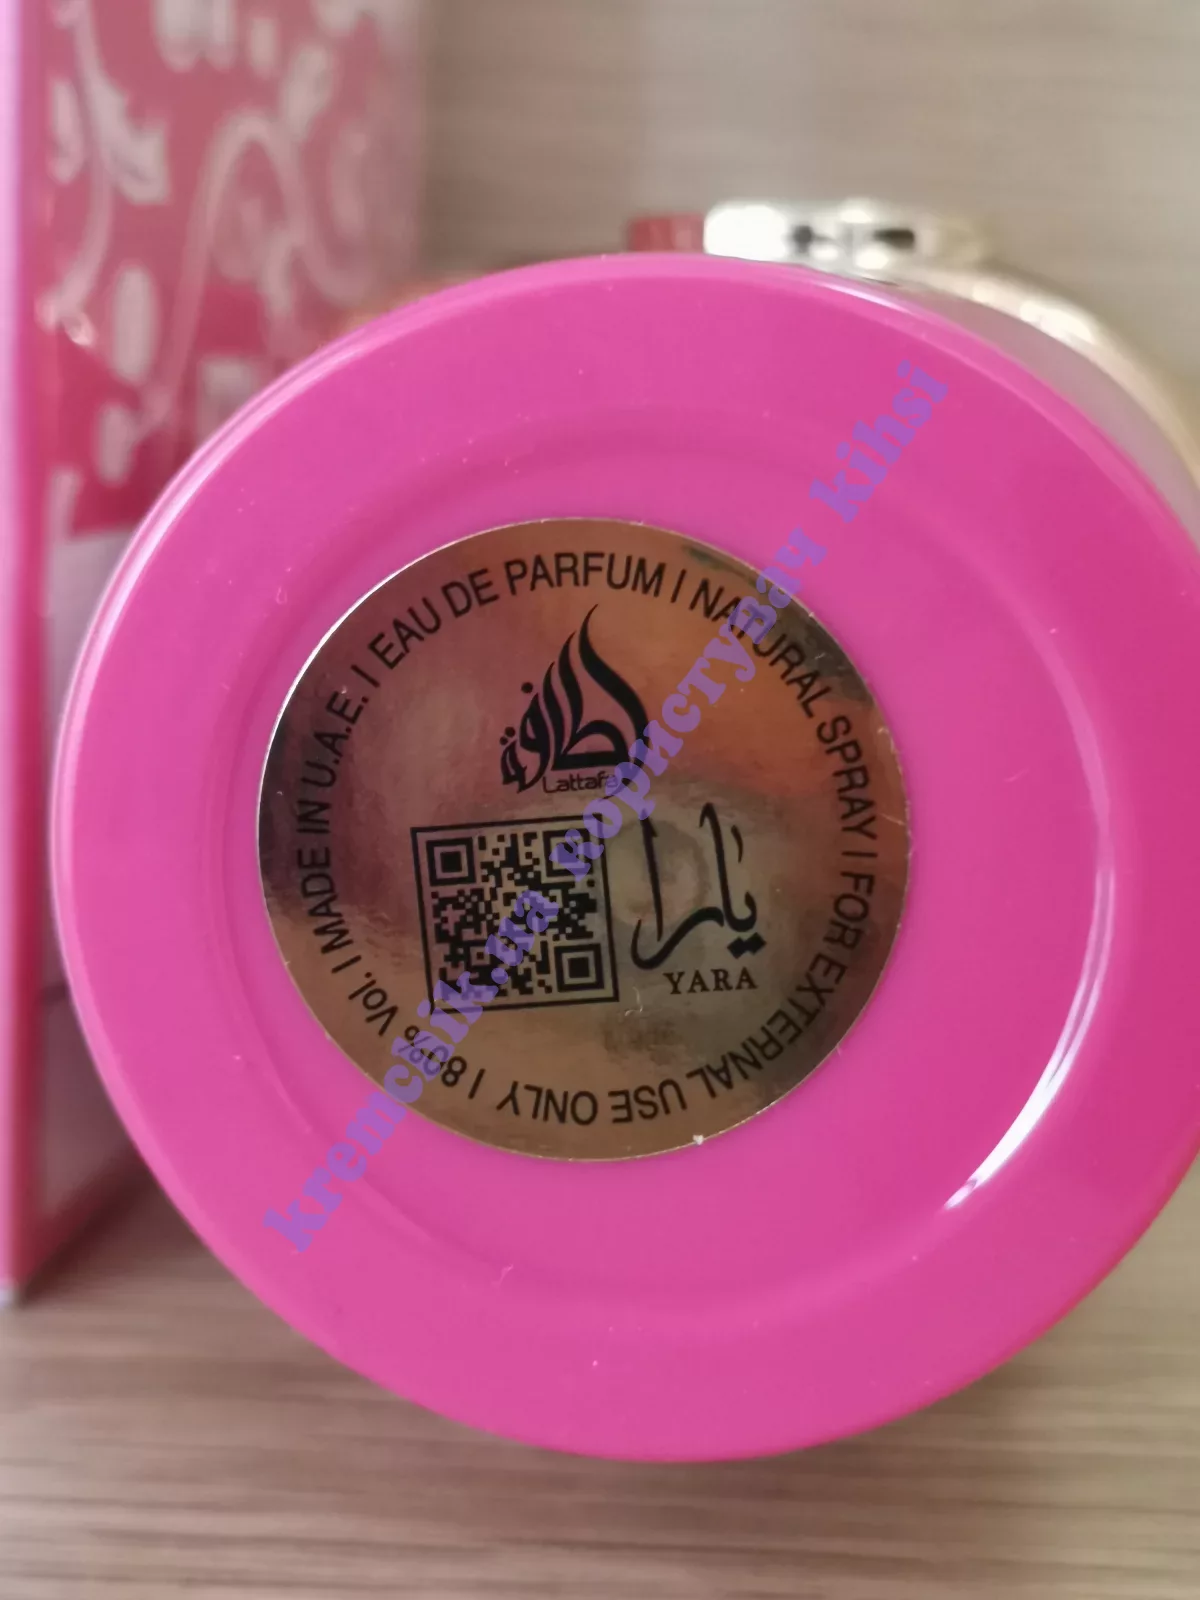 EAU DE PARFUM | NATURAL SPRAY | FOR EXTERNAL USE ONLY | 80% Vol. | MADE IN U.A.E. |
لطافة
Lattafa
يارا
YARA
kremchik.ua користувач kihsi